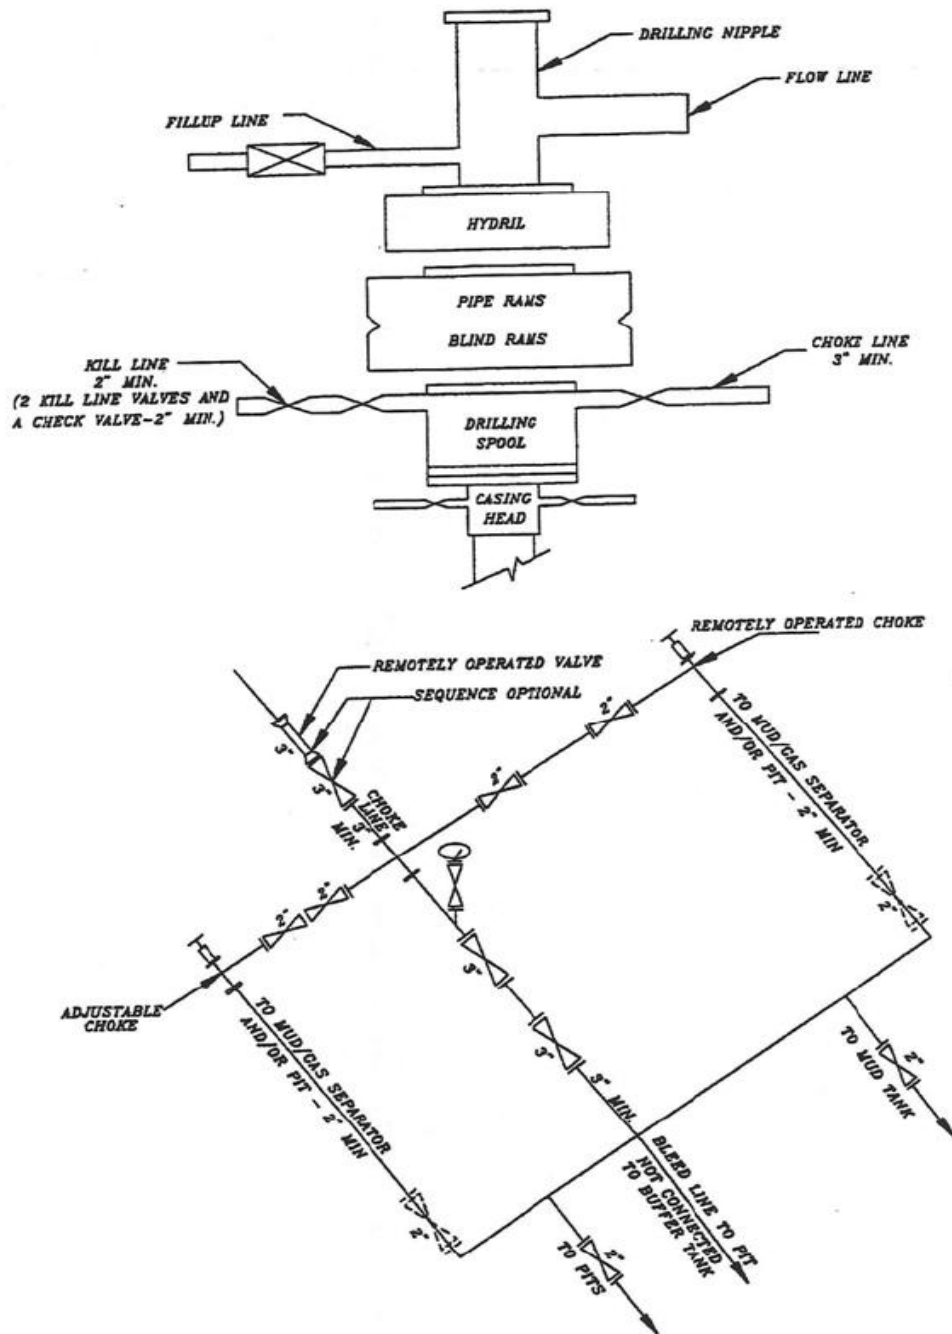 DRILLING NIPPLE
FLOW LINE
FILLUP LINE
HYDRIL
PIPE RAMS
BLIND RAMS
KILL LINE
2" MIN.
(2 KILL LINE VALVES AND
A CHECK VALVE-2" MIN.)
CHOKE LINE
3" MIN.
DRILLING
SPOOL
CASING
HEAD
REMOTELY OPERATED CHOKE
REMOTELY OPERATED VALVE
SEQUENCE OPTIONAL
3"
3"
CHOKE
LINE
3"
MIN.
2"
2"
TO MUD/GAS SEPARATOR
AND/OR PIT - 2" MIN
2"
2"
2"
ADJUSTABLE
CHOKE
3"
3"
3" MIN.
TO MUD/GAS SEPARATOR
AND/OR PIT - 2" MIN
2"
2"
TO MUD TANK
BLEED LINE TO PIT
NOT CONNECTED
TO BUFFER TANK
2"
TO PITS